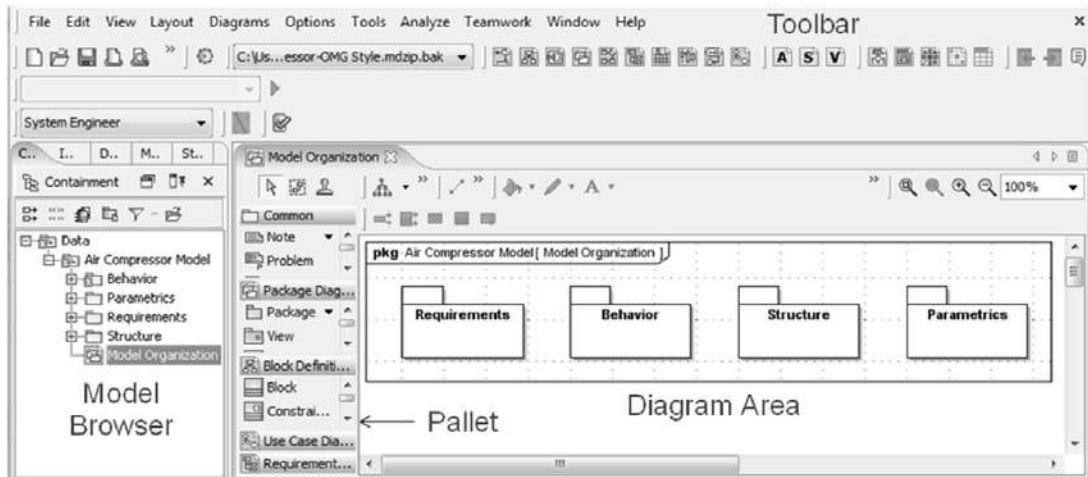 File Edit View Layout Diagrams Options Tools Analyze Teamwork Window Help
Toolbar
C:\Us...essor-OMG Style.mdzip.bak
A S V
System Engineer
C.. I.. D.. M.. St..
Containment
Data
Air Compressor Model
Behavior
Parametrics
Requirements
Structure
Model Organization
Model
Browser
Model Organization
A
100%
Common
Note
Problem
Package Diag...
Package
View
Block Definiti...
Block
Constrai...
Use Case Dia...
Requirement...
pkg Air Compressor Model[ Model Organization ]
Requirements Behavior Structure Parametrics
Pallet
Diagram Area